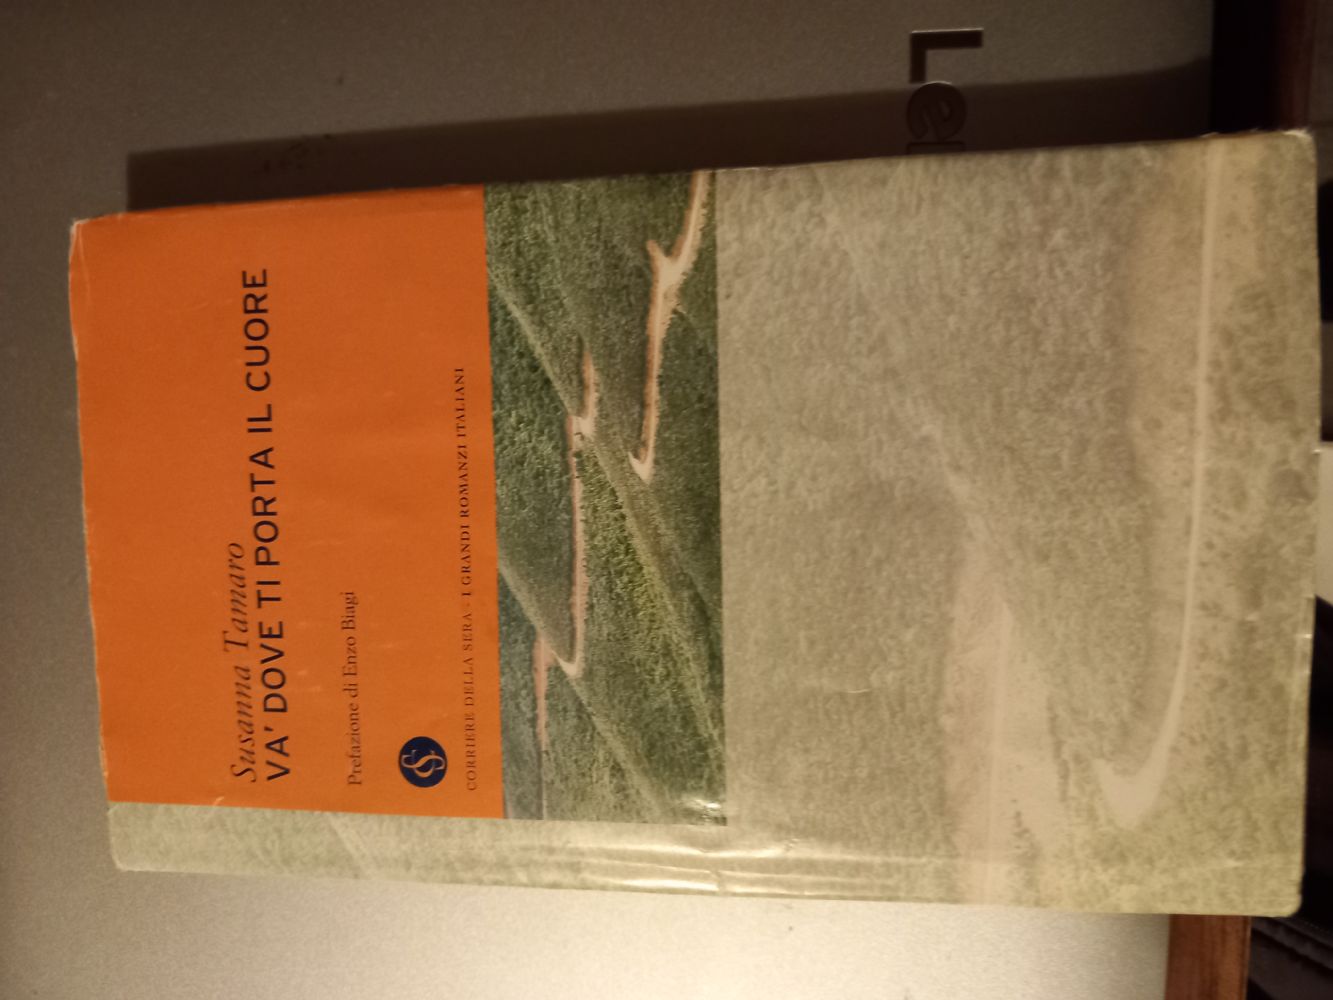 Susanna Tamaro
VA' DOVE TI PORTA IL CUORE
Prefazione di Enzo Biagi
CORRIERE DELLA SERA - I GRANDI ROMANZI ITALIANI